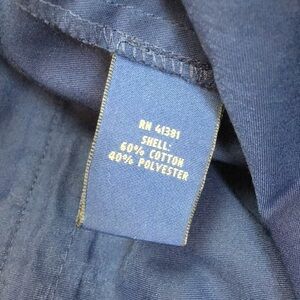 RN 41381
SHELL:
60% COTTON
40% POLYESTER